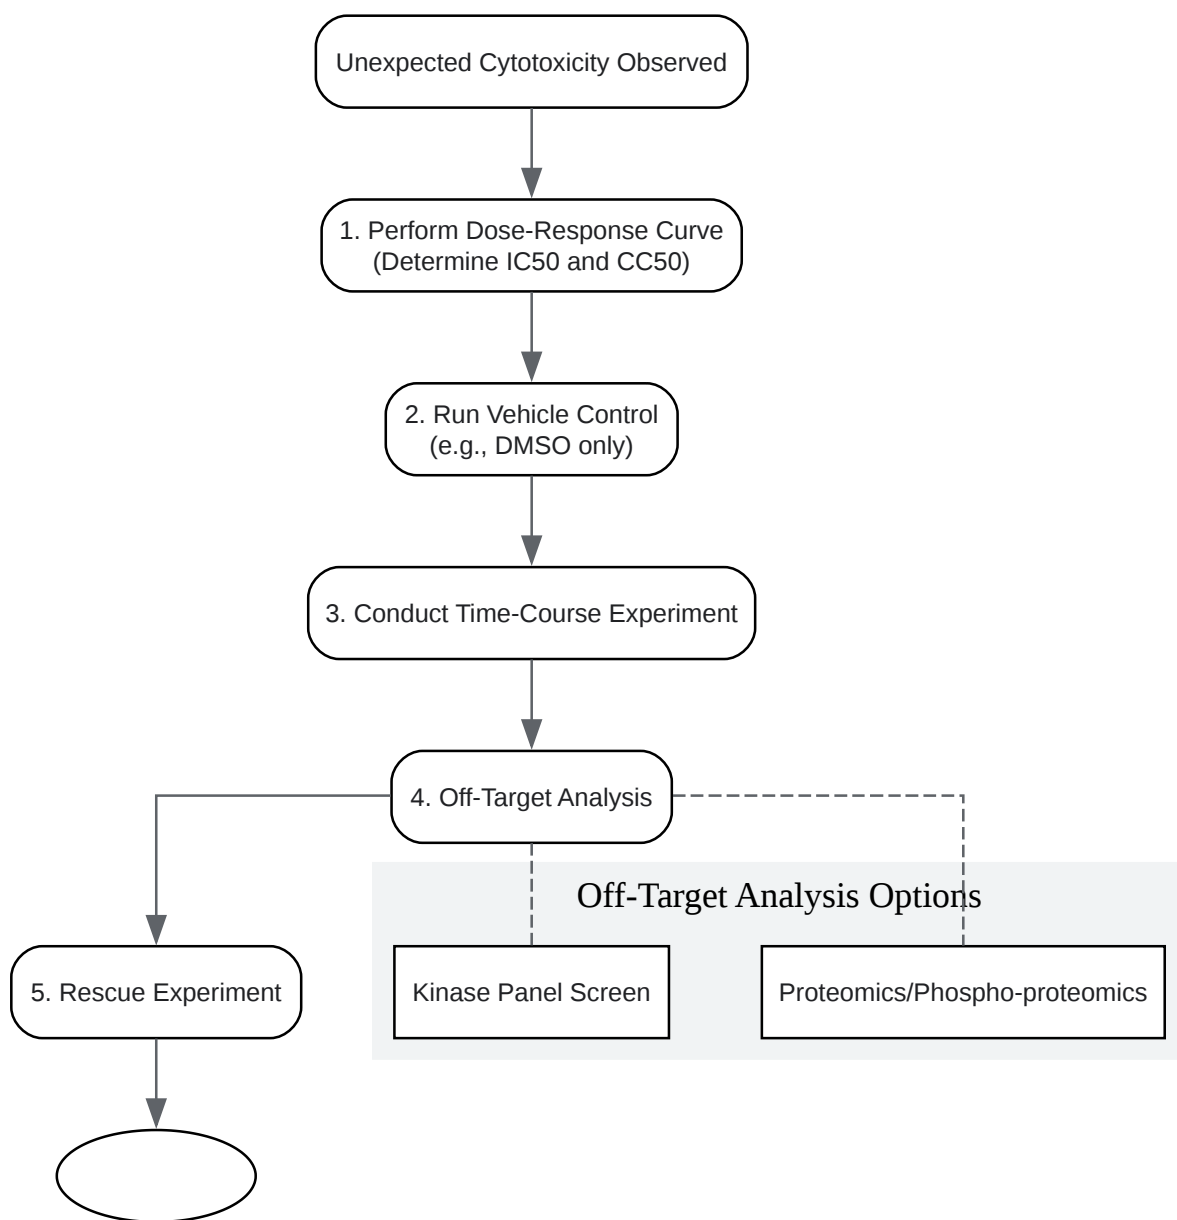 Unexpected Cytotoxicity Observed
1. Perform Dose-Response Curve
(Determine IC50 and CC50)
2. Run Vehicle Control
(e.g., DMSO only)
3. Conduct Time-Course Experiment
4. Off-Target Analysis
Off-Target Analysis Options
5. Rescue Experiment
Kinase Panel Screen
Proteomics/Phospho-proteomics